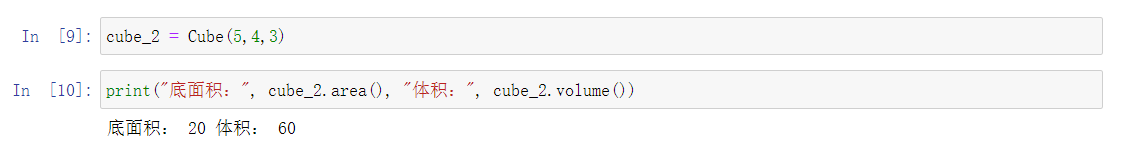 In [9]: cube_2 = Cube(5,4,3)
In [10]: print("底面积：", cube_2.area(), "体积：", cube_2.volume())
底面积： 20 体积： 60